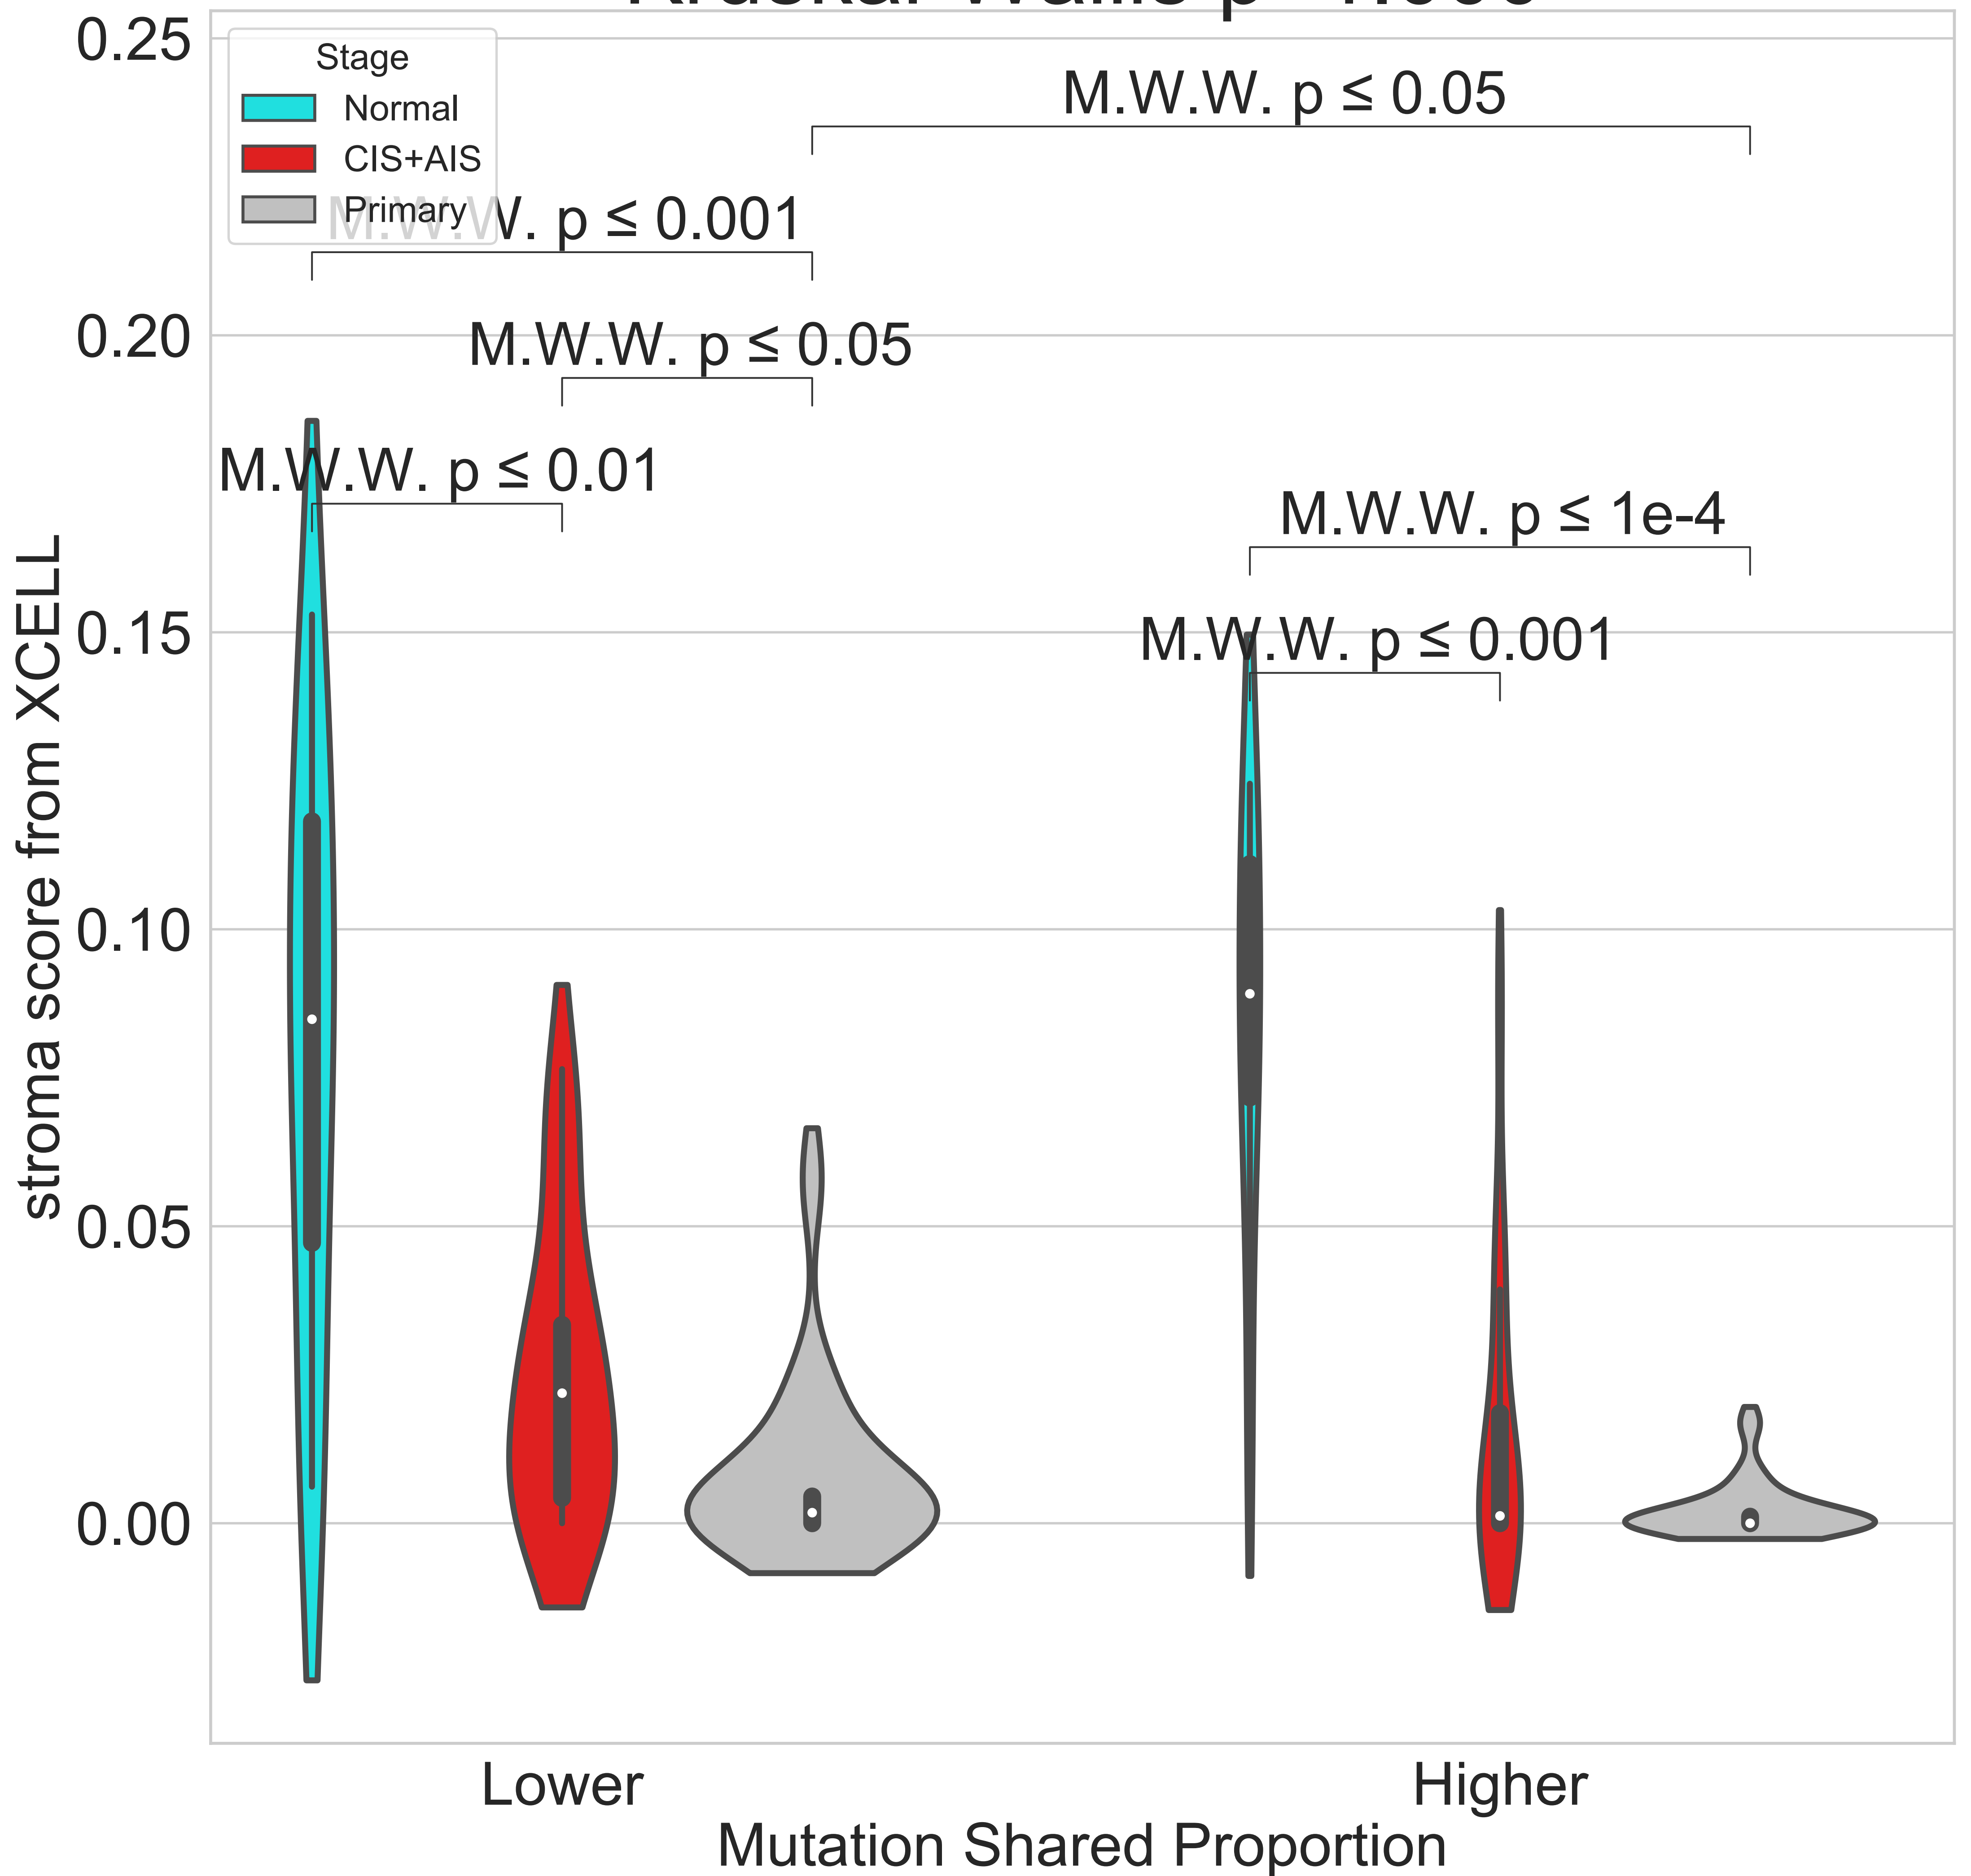 0.25
Stage
Normal
CIS+AIS
Primary
M.W.W. p ≤ 0.05
M.W.W. p ≤ 0.001
0.20
M.W.W. p ≤ 0.05
M.W.W. p ≤ 0.01
M.W.W. p ≤ 1e-4
0.15
M.W.W. p ≤ 0.001
stroma score from XCELL
0.10
0.05
0.00
Lower
Higher
Mutation Shared Proportion